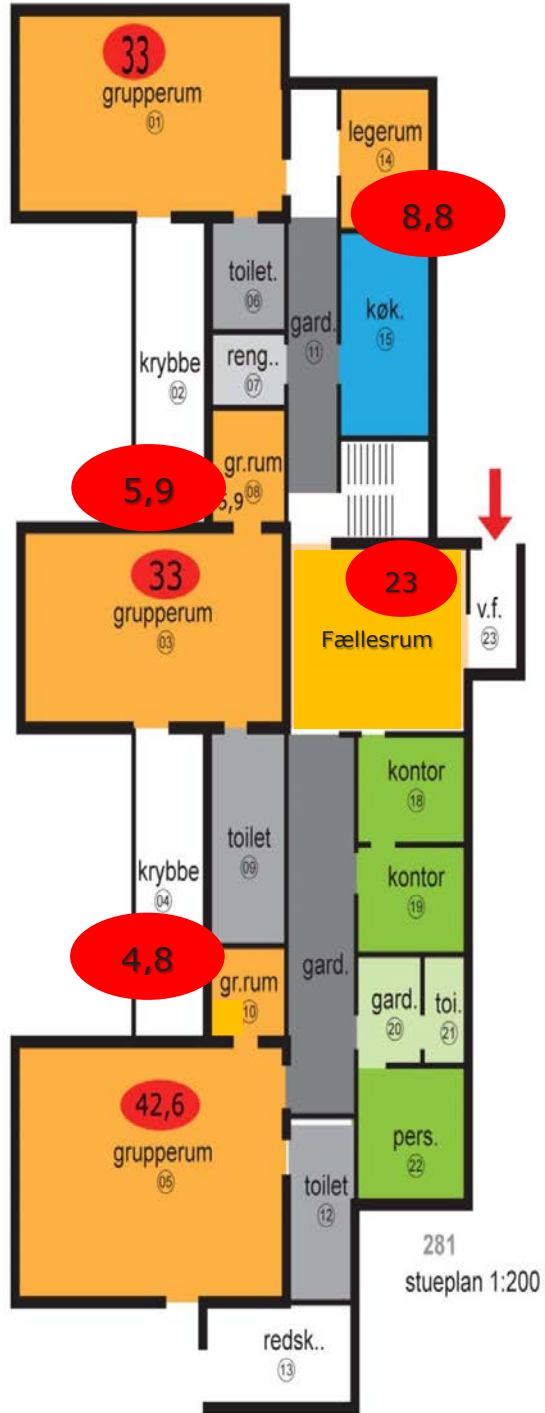 33
grupperum
01
legerum
14
8,8
toilet.
06
gard.
11
køk.
15
krybbe
02
reng..
07
5,9
gr.rum
5,9 08
33
grupperum
03
23
Fællesrum
v.f.
23
kontor
18
toilet
09
krybbe
04
kontor
19
4,8
gr.rum
10
gard.
gard.
20
toi.
21
42,6
grupperum
05
pers.
22
toilet
12
281
stueplan 1:200
redsk..
13